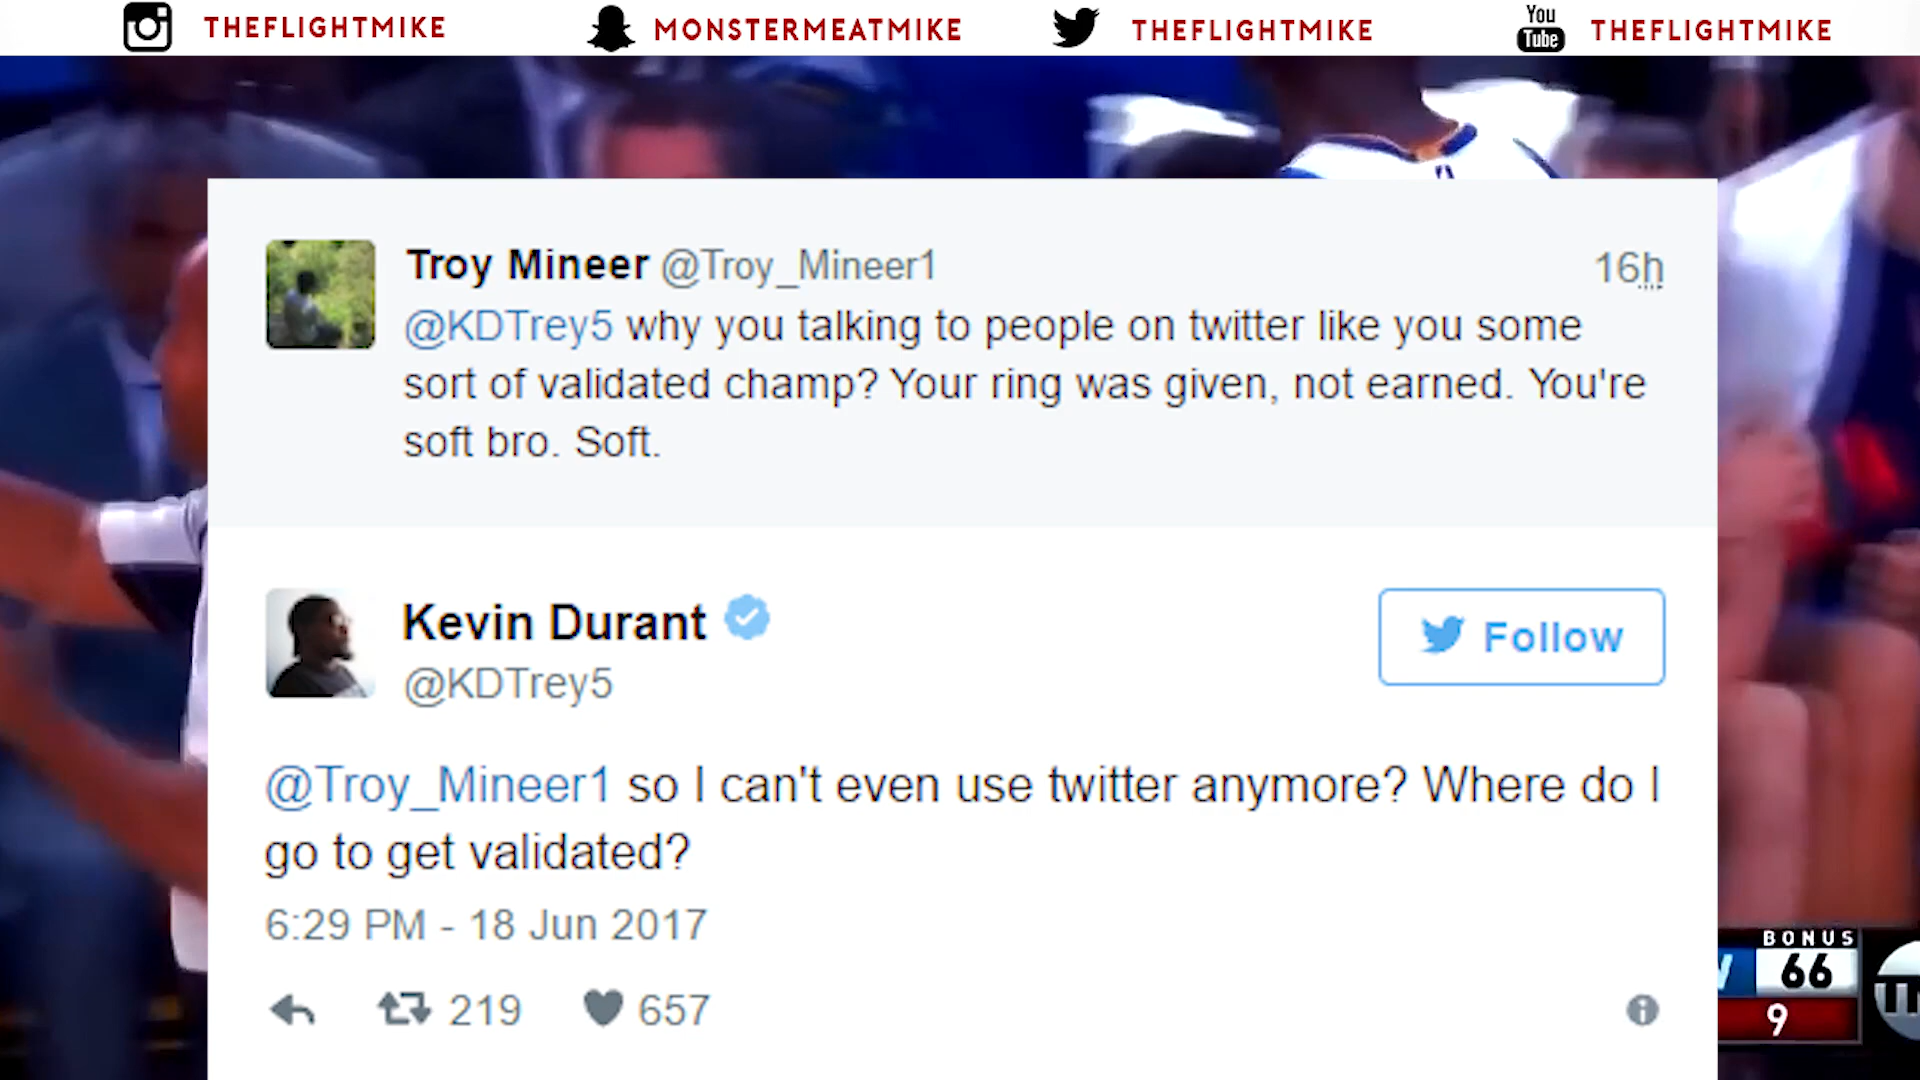 THEFLIGHTMIKE MONSTERMEATMIKE THEFLIGHTMIKE You Tube THEFLIGHTMIKE
Troy Mineer @Troy_Mineer1 16h
@KDTrey5 why you talking to people on twitter like you some
sort of validated champ? Your ring was given, not earned. You're
soft bro. Soft.
Kevin Durant
Follow
@KDTrey5
@Troy_Mineer1 so I can't even use twitter anymore? Where do I
go to get validated?
6:29 PM - 18 Jun 2017
219 657
BONUS
66
9